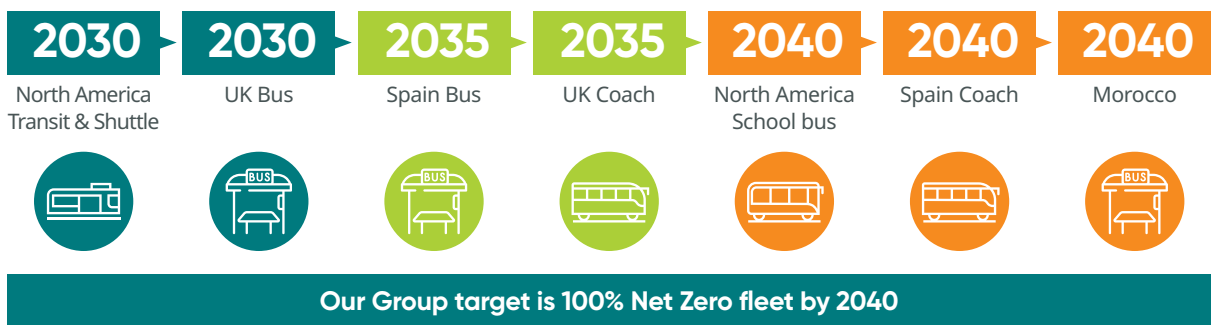 2030
2030
2035
2035
2040
2040
2040
North America
Transit & Shuttle
UK Bus
Spain Bus
UK Coach
North America
School bus
Spain Coach
Morocco
BUS
BUS
BUS
Our Group target is 100% Net Zero fleet by 2040